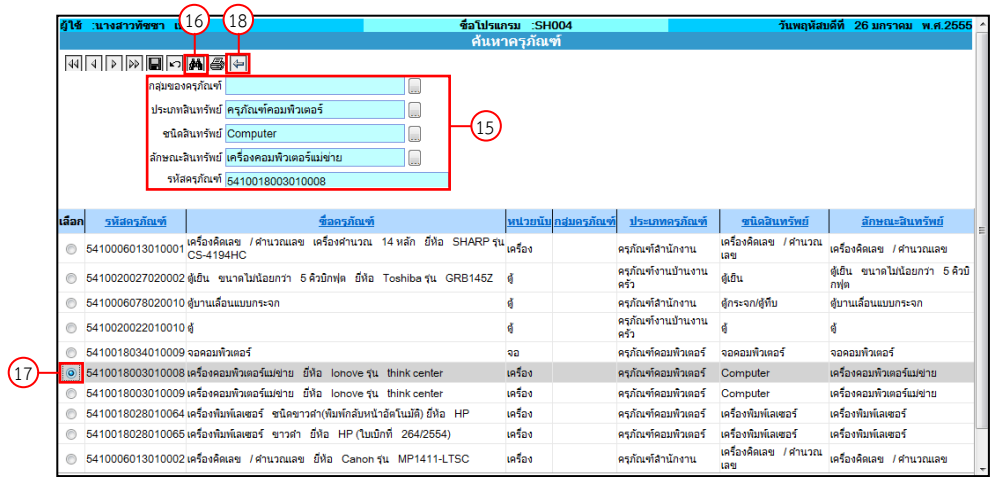 16 18
ผู้ใช้ :นางสาวทัชชา ชื่อโปรแกรม :SH004 วันพฤหัสบดีที่ 26 มกราคม พ.ศ.2555
ค้นหาครุภัณฑ์
กลุ่มของครุภัณฑ์
ประเภทสินทรัพย์ ครุภัณฑ์คอมพิวเตอร์
15
ชนิดสินทรัพย์ Computer
ลักษณะสินทรัพย์ เครื่องคอมพิวเตอร์แม่ข่าย
รหัสครุภัณฑ์ 5410018003010008
เลือก รหัสครุภัณฑ์ ชื่อครุภัณฑ์ หน่วยนับ กลุ่มครุภัณฑ์ ประเภทครุภัณฑ์ ชนิดสินทรัพย์ ลักษณะสินทรัพย์
5410006013010001 เครื่องคิดเลข /คำนวณเลข เครื่องคำนวณ 14 หลัก ยี่ห้อ SHARP รุ่น CS-4194HC เครื่อง ครุภัณฑ์สำนักงาน เครื่องคิดเลข /คำนวณเลข เครื่องคิดเลข /คำนวณเลข
5410020027020002 ตู้เย็น ขนาดไม่น้อยกว่า 5 คิวบิกฟุต ยี่ห้อ Toshiba รุ่น GRB145Z ตู้ ครุภัณฑ์งานบ้านงานครัว ตู้เย็น ตู้เย็น ขนาดไม่น้อยกว่า 5 คิวบิกฟุต
5410006078020010 ตู้บานเลื่อนแบบกระจก ตู้ ครุภัณฑ์สำนักงาน ตู้กระจก/ตู้ทึบ ตู้บานเลื่อนแบบกระจก
5410020022010010 ตู้ ตู้ ครุภัณฑ์งานบ้านงานครัว ตู้ ตู้
5410018034010009 จอคอมพิวเตอร์ จอ ครุภัณฑ์คอมพิวเตอร์ จอคอมพิวเตอร์ จอคอมพิวเตอร์
17 5410018003010008 เครื่องคอมพิวเตอร์แม่ข่าย ยี่ห้อ lonove รุ่น think center เครื่อง ครุภัณฑ์คอมพิวเตอร์ Computer เครื่องคอมพิวเตอร์แม่ข่าย
5410018003010009 เครื่องคอมพิวเตอร์แม่ข่าย ยี่ห้อ lonove รุ่น think center เครื่อง ครุภัณฑ์คอมพิวเตอร์ Computer เครื่องคอมพิวเตอร์แม่ข่าย
5410018028010064 เครื่องพิมพ์เลเซอร์ ชนิดขาวดำ(พิมพ์กลับหน้าอัตโนมัติ) ยี่ห้อ HP เครื่อง ครุภัณฑ์คอมพิวเตอร์ เครื่องพิมพ์เลเซอร์ เครื่องพิมพ์เลเซอร์
5410018028010065 เครื่องพิมพ์เลเซอร์ ขาวดำ ยี่ห้อ HP (ใบเบิกที่ 264/2554) เครื่อง ครุภัณฑ์คอมพิวเตอร์ เครื่องพิมพ์เลเซอร์ เครื่องพิมพ์เลเซอร์
5410006013010002 เครื่องคิดเลข /คำนวณเลข ยี่ห้อ Canon รุ่น MP1411-LTSC เครื่อง ครุภัณฑ์สำนักงาน เครื่องคิดเลข /คำนวณเลข เครื่องคิดเลข /คำนวณเลข